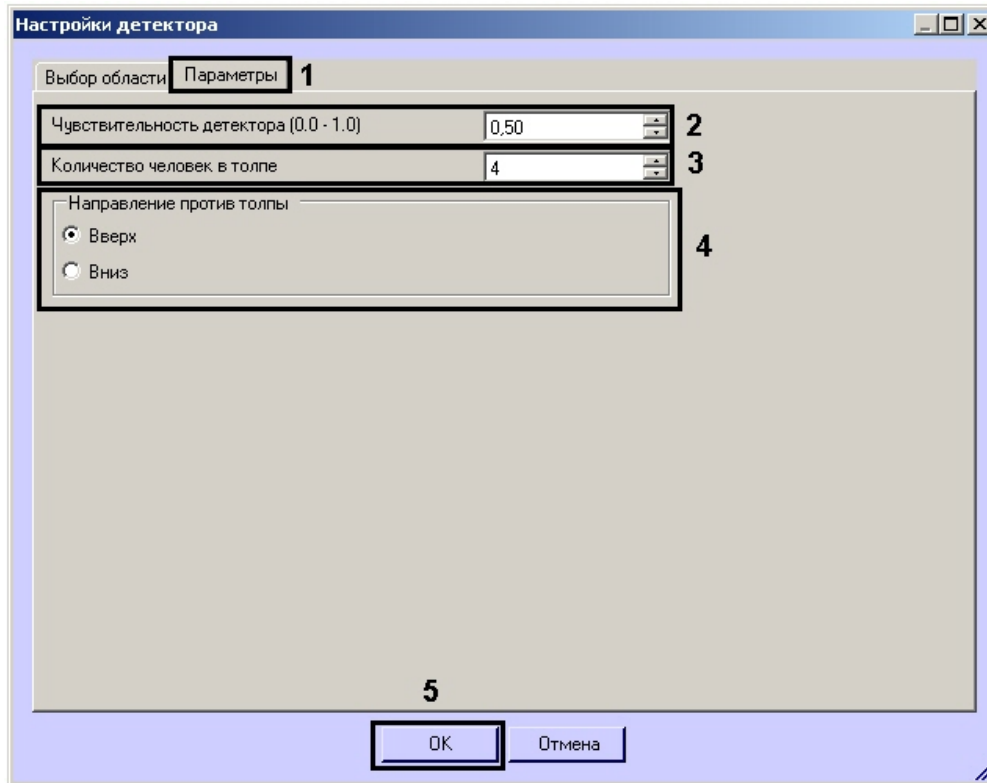 Настройки детектора
Выбор области Параметры 1
Чувствительность детектора (0.0 - 1.0) 0,50 2
Количество человек в толпе 4 3
Направление против толпы
Вверх 4
Вниз
5
OK Отмена